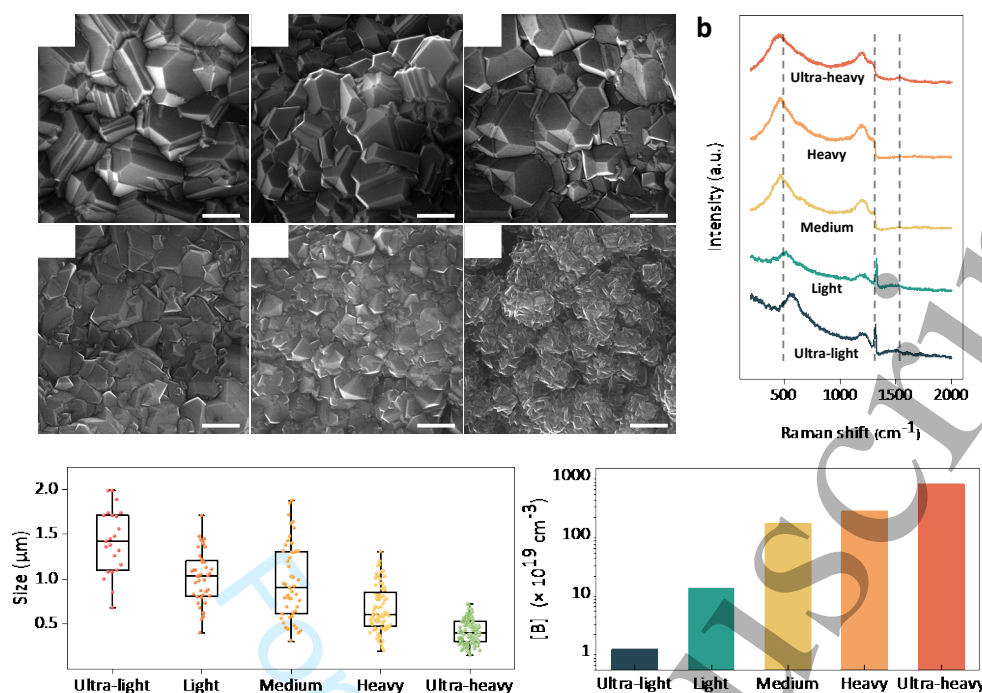 b
Ultra-heavy
Heavy
Medium
Light
Ultra-light
Intensity (a.u.)
500 1000 1500 2000
Raman shift (cm⁻¹)
2.0
1.5
1.0
0.5
Size (μm)
Ultra-light Light Medium Heavy Ultra-heavy
1000
100
10
1
[B] (× 10¹⁹ cm⁻³)
Ultra-light Light Medium Heavy Ultra-heavy
For